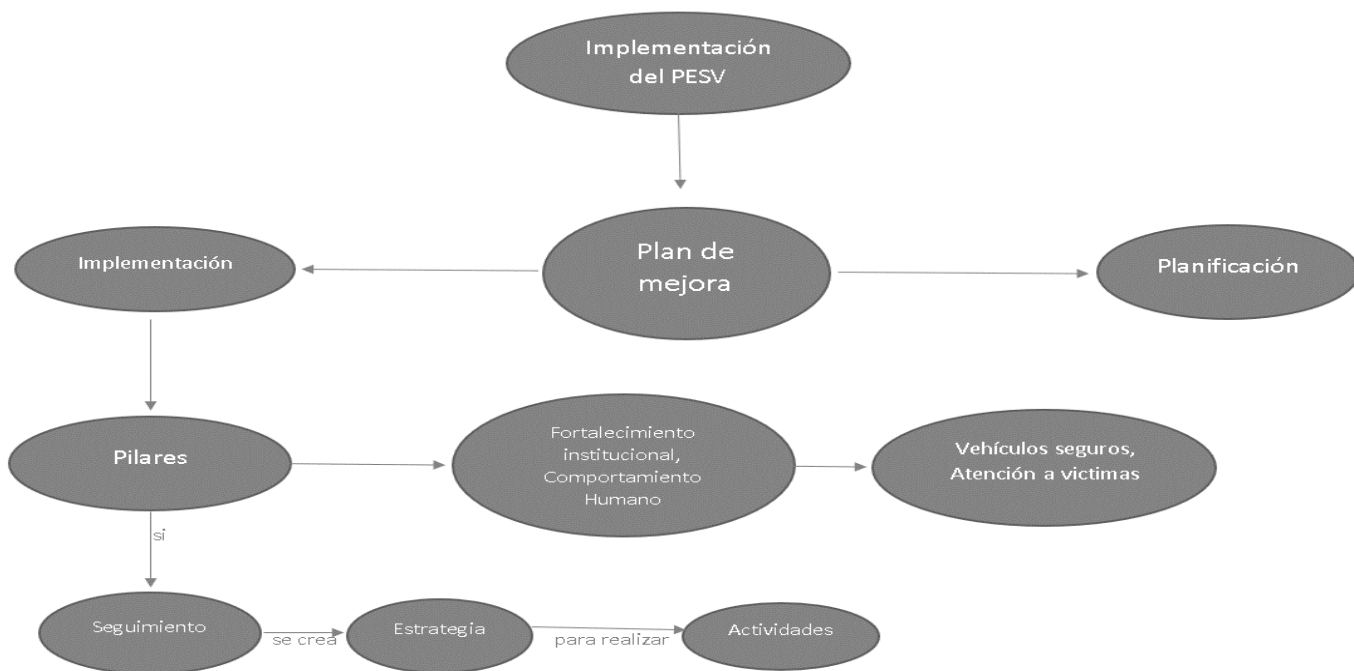 Implementación
del PESV
Plan de
mejora
Implementación
Planificación
Pilares
Fortalecimiento
institucional,
Comportamiento
Humano
Vehículos seguros,
Atención a victimas
si
Seguimiento
se crea
Estrategia
para realizar
Actividades